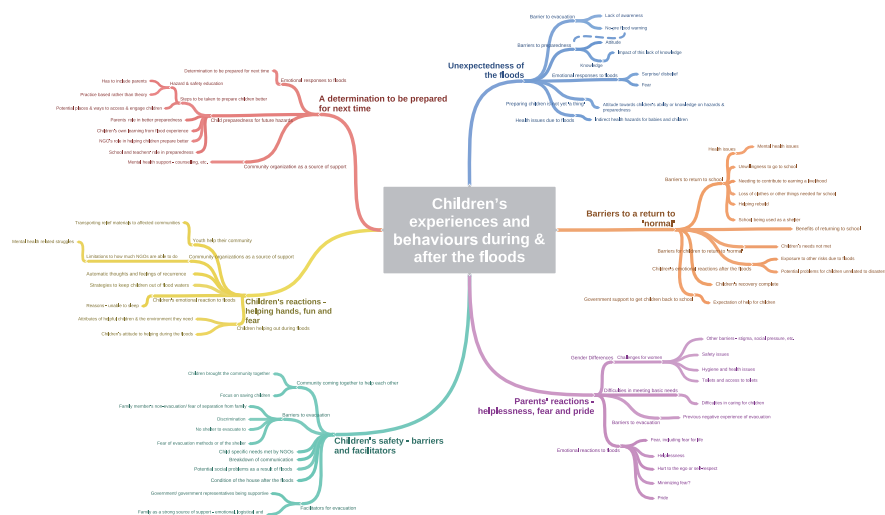 Children's
experiences and
behaviours during &
after the floods
Unexpectedness of
the floods
Barrier to evacuation
Lack of awareness
No-pre flood warning
Barriers to preparedness
Attitude
Impact of this lack of knowledge
Knowledge
Emotional responses to floods
Surprise/ disbelief
Fear
Preparing children is not yet 'a thing'
Attitude towards children's ability or knowledge on hazards &
preparedness
Health issues due to floods
Indirect health hazards for babies and children
Barriers to a return to
'normal'
Barriers to return to school
Health issues
Mental health issues
Unwillingness to go to school
Needing to contribute to earning a livelihood
Loss of clothes or other things needed for school
Helping rebuild
School being used as a shelter
Benefits of returning to school
Barriers for children to return to 'normal'
Children's needs not met
Children's emotional reactions after the floods
Exposure to other risks due to floods
Potential problems for children unrelated to disaster
Children's recovery complete
Government support to get children back to school
Expectation of help for children
Parents' reactions -
helplessness, fear and pride
Gender Differences
Challenges for women
Other barriers - stigma, social pressure, etc.
Safety issues
Hygiene and health issues
Toilets and access to toilets
Difficulties in meeting basic needs
Difficulties in caring for children
Barriers to evacuation
Previous negative experience of evacuation
Emotional reactions to floods
Fear, including fear for life
Helplessness
Hurt to the ego or self-respect
Minimizing fear?
Pride
A determination to be prepared
for next time
Determination to be prepared for next time
Emotional responses to floods
Has to include parents
Hazard & safety education
Practice based rather than theory
Steps to be taken to prepare children better
Potential places & ways to access & engage children
Parents role in better preparedness
Child preparedness for future hazards
Children's own learning from flood experience
NGO's role in helping children prepare better
School and teachers' role in preparedness
Mental health support - counseling, etc.
Community organization as a source of support
Children's reactions -
helping hands, fun and
fear
Transporting relief materials to affected communities
Youth help their community
Mental health related struggles
Limitations to how much NGOs are able to do
Community organisations as a source of support
Automatic thoughts and feelings of recurrence
Strategies to keep children out of flood waters
Children's emotional reaction to floods
Reasons - unable to sleep
Attributes of helpful children & the environment they need
Children helping out during floods
Children's attitude to helping during the floods
Children's safety - barriers
and facilitators
Children brought the community together
Community coming together to help each other
Focus on saving children
Family member's non-evacuation/ fear of separation from family
Barriers to evacuation
Discrimination
No shelter to evacuate to
Fear of evacuation methods or of the shelter
Child specific needs met by NGOs
Breakdown of communication
Potential social problems as a result of floods
Condition of the house after the floods
Government/ government representatives being supportive
Facilitators for evacuation
Family as a strong source of support - emotional, logistical, and